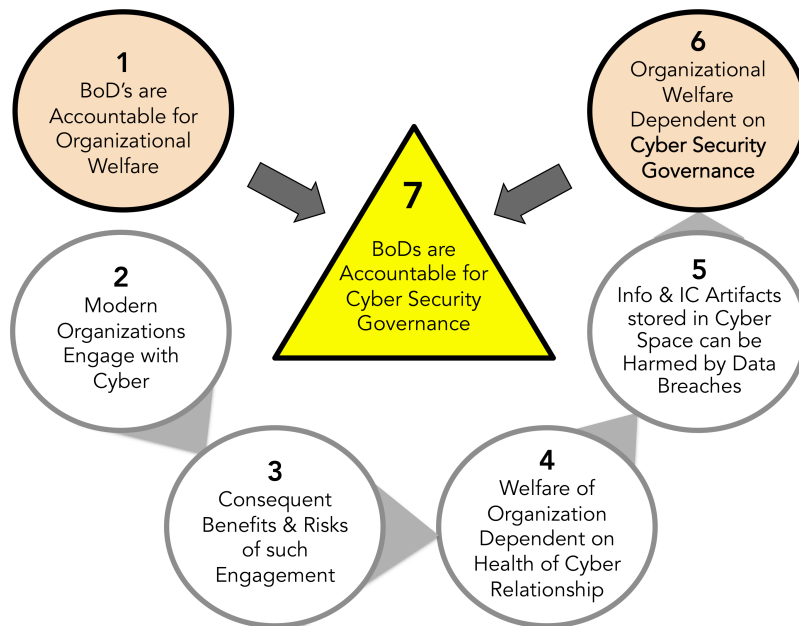 1
BoD's are
Accountable for
Organizational
Welfare
2
Modern
Organizations
Engage with
Cyber
3
Consequent
Benefits & Risks
of such
Engagement
4
Welfare of
Organization
Dependent on
Health of Cyber
Relationship
5
Info & IC Artifacts
stored in Cyber
Space can be
Harmed by Data
Breaches
6
Organizational
Welfare
Dependent on
Cyber Security
Governance
7
BoDs are
Accountable for
Cyber Security
Governance